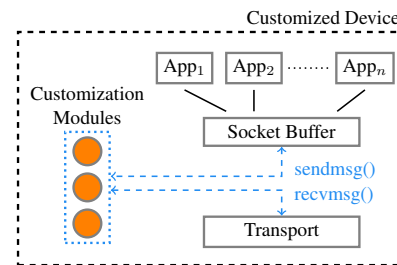 Customized Device
App1 App2 ........ Appn
Customization
Modules
Socket Buffer
sendmsg()
recvmsg()
Transport